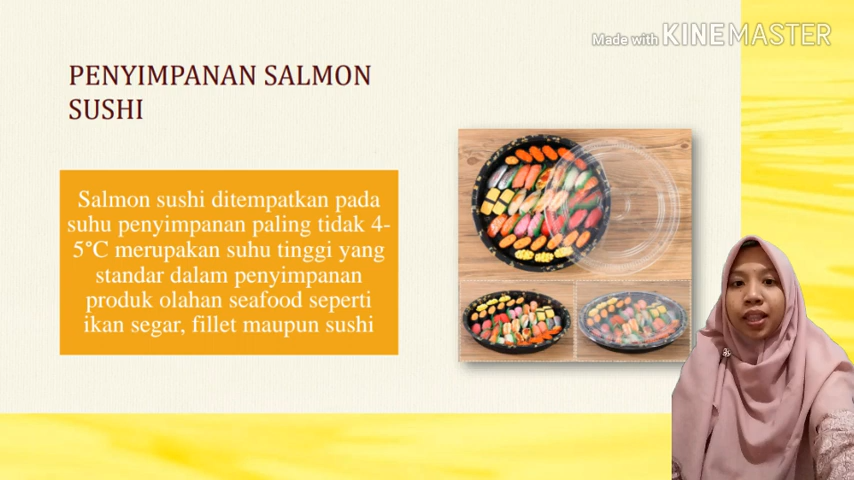 Made with KINEMASTER
PENYIMPANAN SALMON
SUSHI
Salmon sushi ditempatkan pada
suhu penyimpanan paling tidak 4-
5°C merupakan suhu tinggi yang
standar dalam penyimpanan
produk olahan seafood seperti
ikan segar, fillet maupun sushi